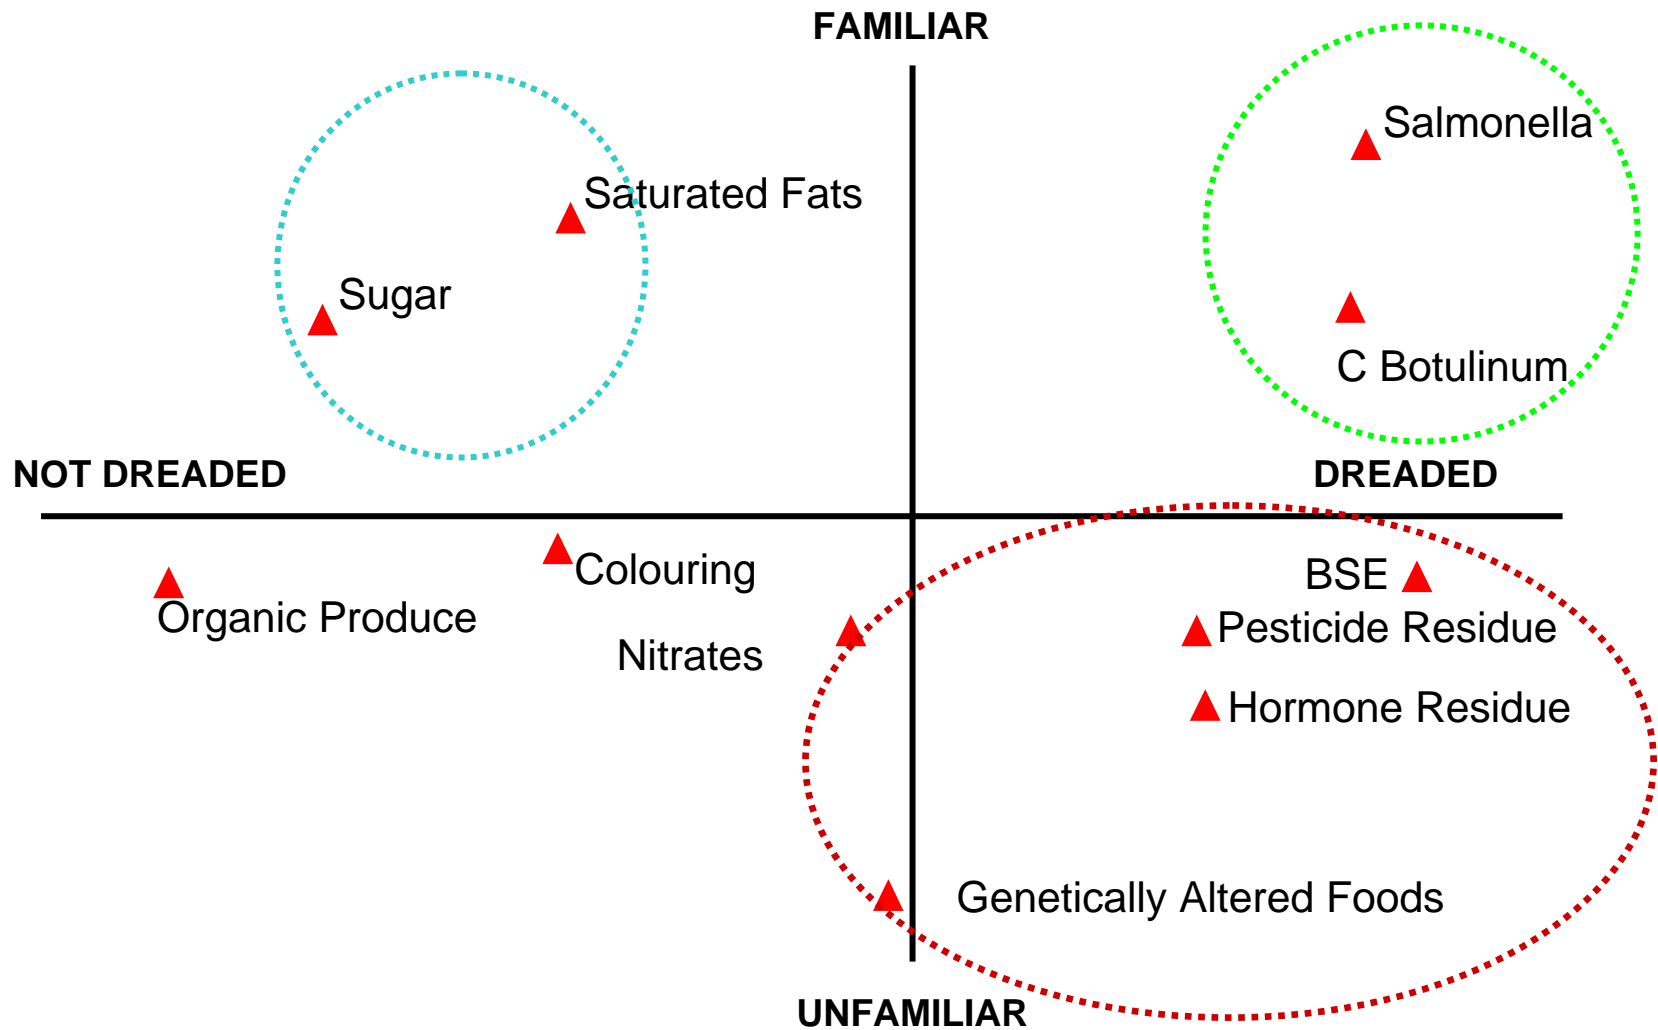 FAMILIAR
Salmonella
Saturated Fats
Sugar
C Botulinum
NOT DREADED
DREADED
Colouring
BSE
Organic Produce
Pesticide Residue
Nitrates
Hormone Residue
Genetically Altered Foods
UNFAMILIAR